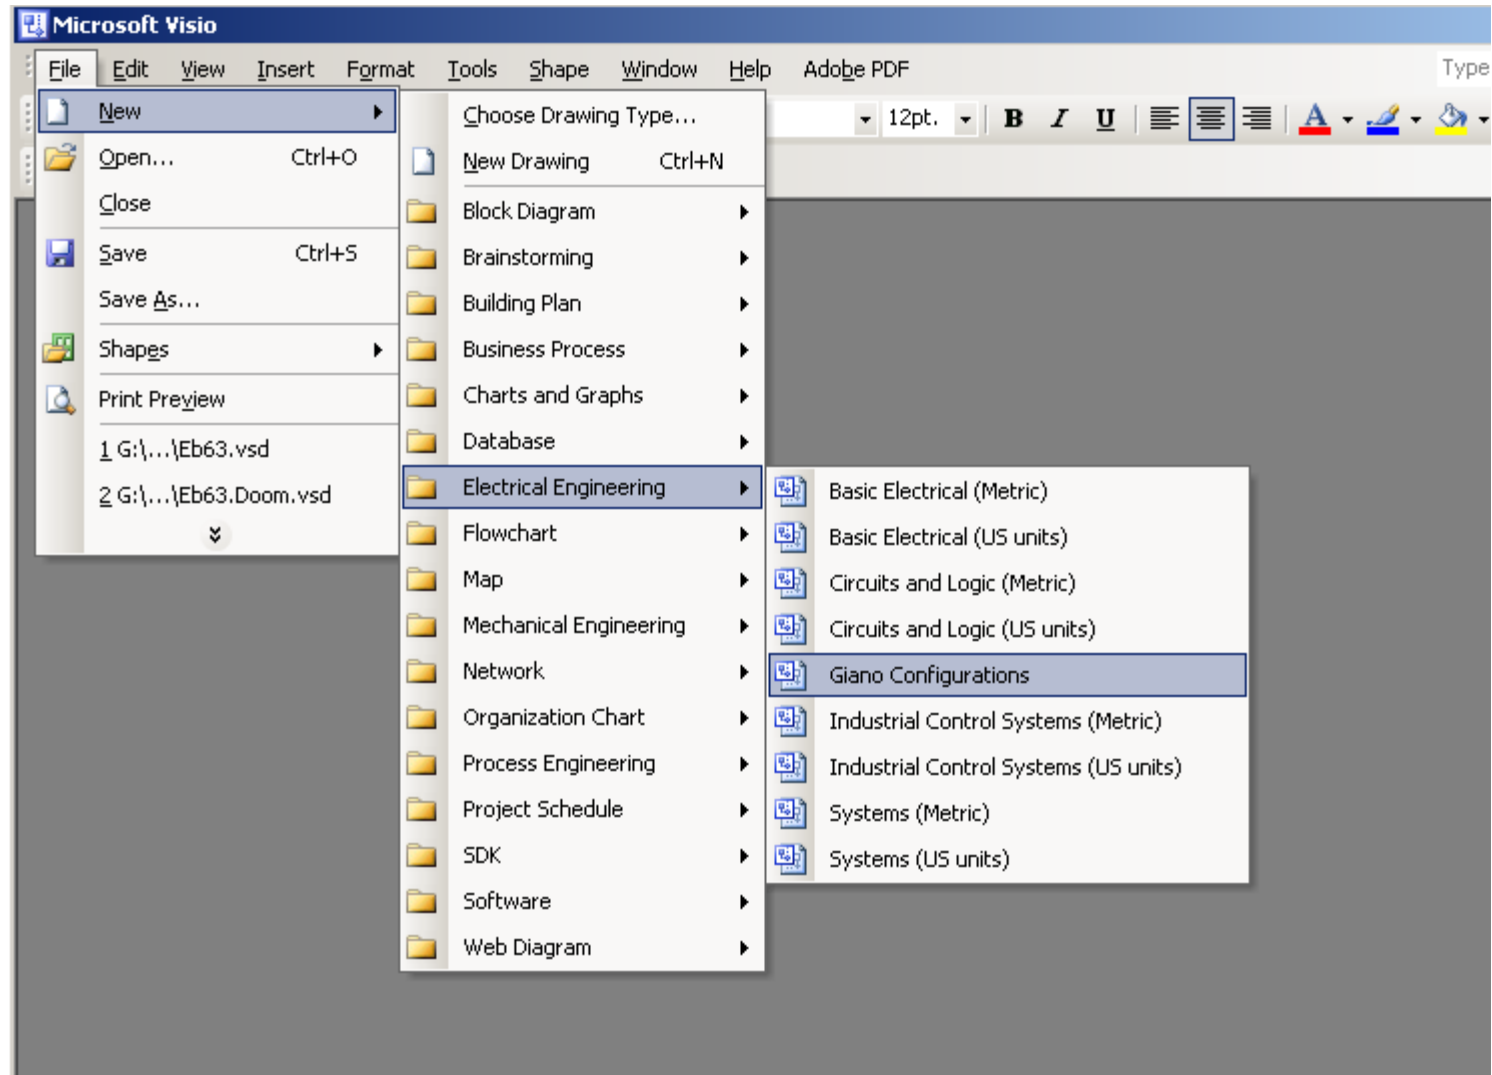 Microsoft Visio
File Edit View Insert Format Tools Shape Window Help Adobe PDF Type
12pt. B I U A
New
Open... Ctrl+O
Close
Save Ctrl+S
Save As...
Shapes
Print Preview
1 G:\...\Eb63.vsd
2 G:\...\Eb63.Doom.vsd
Choose Drawing Type...
New Drawing Ctrl+N
Block Diagram
Brainstorming
Building Plan
Business Process
Charts and Graphs
Database
Electrical Engineering
Flowchart
Map
Mechanical Engineering
Network
Organization Chart
Process Engineering
Project Schedule
SDK
Software
Web Diagram
Basic Electrical (Metric)
Basic Electrical (US units)
Circuits and Logic (Metric)
Circuits and Logic (US units)
Giano Configurations
Industrial Control Systems (Metric)
Industrial Control Systems (US units)
Systems (Metric)
Systems (US units)